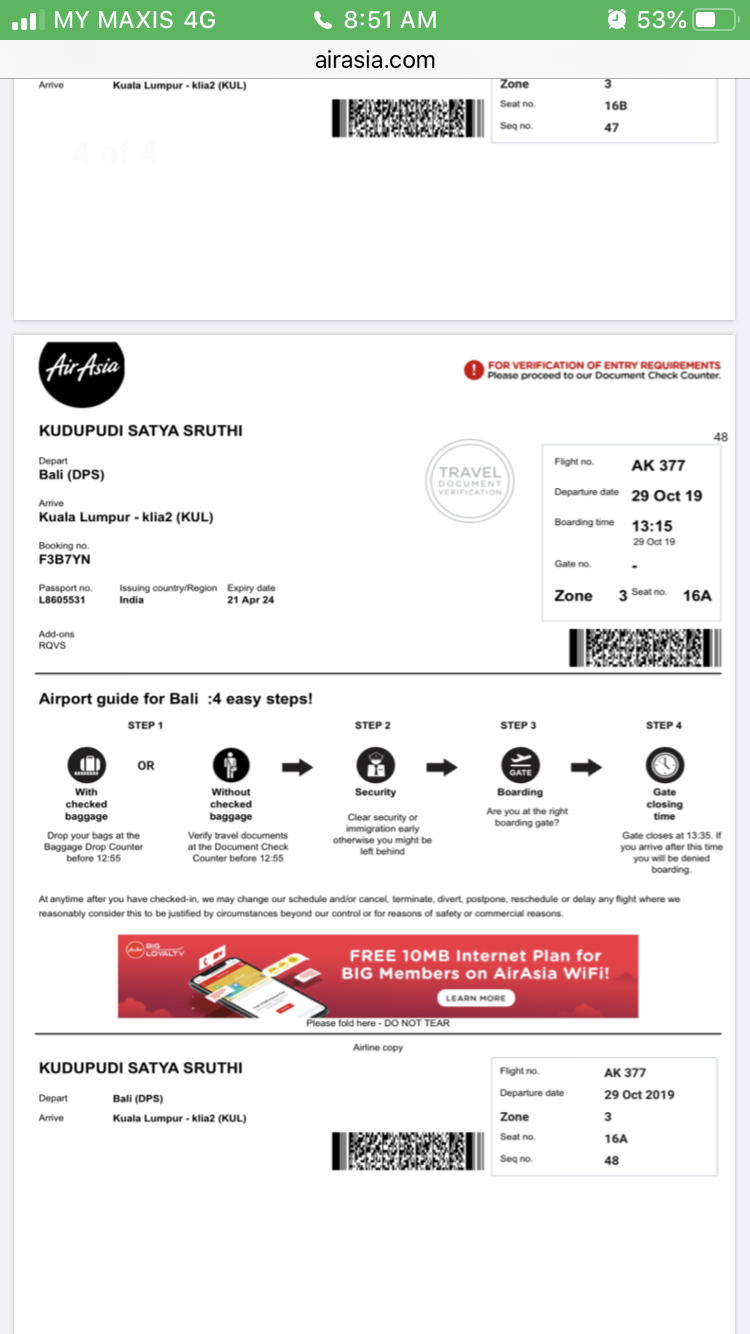 MY MAXIS 4G 8:51 AM 53%
airasia.com
Arrive Kuala Lumpur - klia2 (KUL)
Zone 3
Seat no. 16B
Seq no. 47
4 of 4
AirAsia
! FOR VERIFICATION OF ENTRY REQUIREMENTS
Please proceed to our Document Check Counter.
KUDUPUDI SATYA SRUTHI
48
Depart
Bali (DPS)
Arrive
Kuala Lumpur - klia2 (KUL)
Booking no.
F3B7YN
Passport no. Issuing country/Region Expiry date
L8605531 India 21 Apr 24
Add-ons
RQVS
TRAVEL
DOCUMENT
VERIFICATION
Flight no. AK 377
Departure date 29 Oct 19
Boarding time 13:15
29 Oct 19
Gate no. -
Zone 3 Seat no. 16A
Airport guide for Bali :4 easy steps!
STEP 1
With
checked
baggage
Drop your bags at the
Baggage Drop Counter
before 12:55
OR
Without
checked
baggage
Verify travel documents
at the Document Check
Counter before 12:55
STEP 2
Security
Clear security or
immigration early
otherwise you might be
left behind
STEP 3
GATE
Boarding
Are you at the right
boarding gate?
STEP 4
Gate
closing
time
Gate closes at 13:35. If
you arrive after this time
you will be denied
boarding.
At anytime after you have checked-in, we may change our schedule and/or cancel, terminate, divert, postpone, reschedule or delay any flight where we
reasonably consider this to be justified by circumstances beyond our control or for reasons of safety or commercial reasons.
BIG
LOYALTY
FREE 10MB Internet Plan for
BIG Members on AirAsia WiFi!
LEARN MORE
Please fold here - DO NOT TEAR
Airline copy
KUDUPUDI SATYA SRUTHI
Depart Bali (DPS)
Arrive Kuala Lumpur - klia2 (KUL)
Flight no. AK 377
Departure date 29 Oct 2019
Zone 3
Seat no. 16A
Seq no. 48